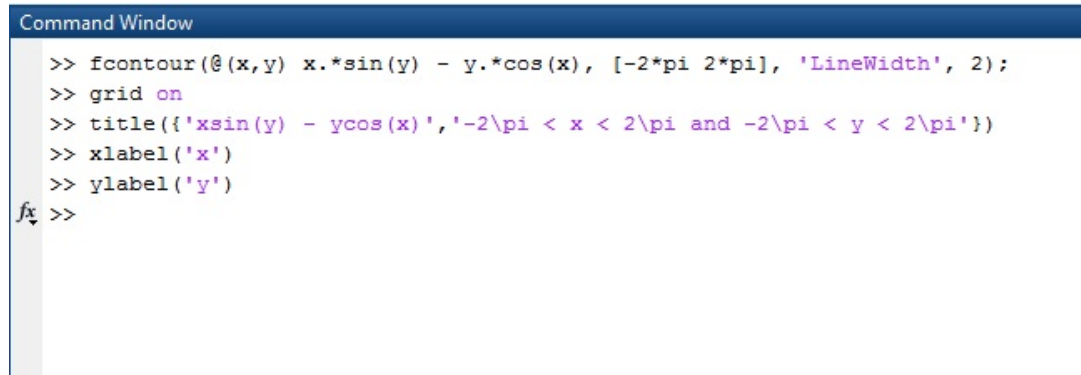 Command Window
>> fcontour(@(x,y) x.*sin(y) - y.*cos(x), [-2*pi 2*pi], 'LineWidth', 2);
>> grid on
>> title({'xsin(y) - ycos(x)','-2\pi < x < 2\pi and -2\pi < y < 2\pi'})
>> xlabel('x')
>> ylabel('y')
fx >>